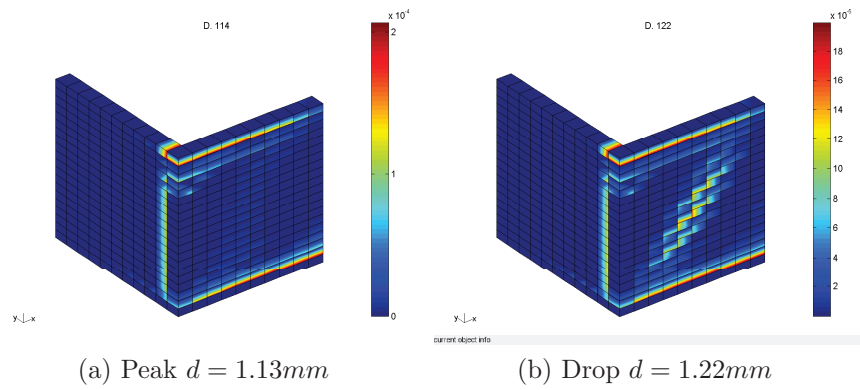 D. 114
x 10⁻⁴
2
1
0
y x
D. 122
x 10⁻⁵
18
16
14
12
10
8
6
4
2
y x
current object info
(a) Peak d = 1.13mm
(b) Drop d = 1.22mm